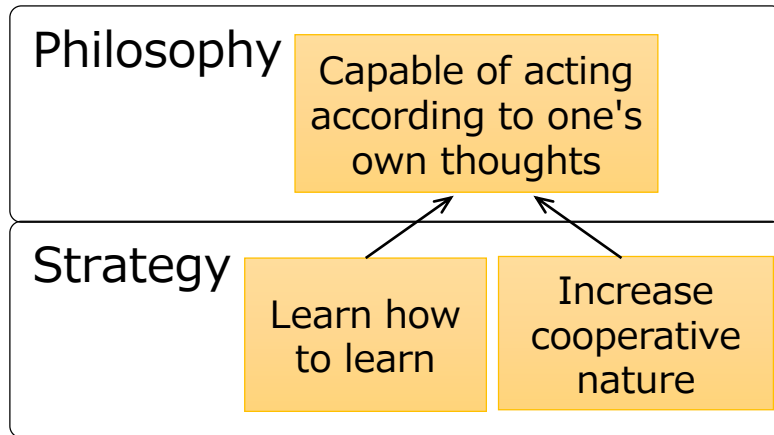 Philosophy
Capable of acting
according to one's
own thoughts
Strategy
Learn how
to learn
Increase
cooperative
nature